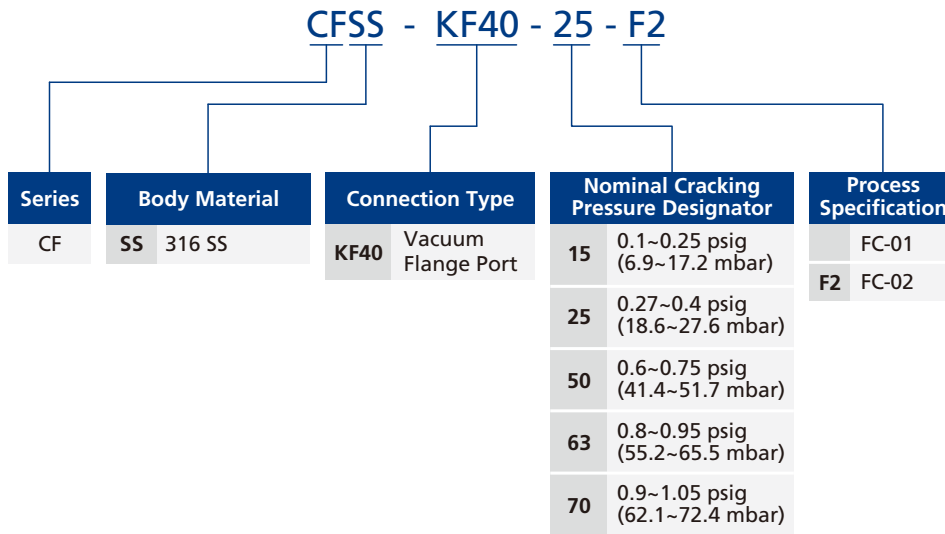 CFSS - KF40 - 25 - F2
Series
CF
Body Material
SS 316 SS
Connection Type
KF40 Vacuum
Flange Port
Nominal Cracking
Pressure Designator
15 0.1~0.25 psig
(6.9~17.2 mbar)
25 0.27~0.4 psig
(18.6~27.6 mbar)
50 0.6~0.75 psig
(41.4~51.7 mbar)
63 0.8~0.95 psig
(55.2~65.5 mbar)
70 0.9~1.05 psig
(62.1~72.4 mbar)
Process
Specification
FC-01
F2 FC-02